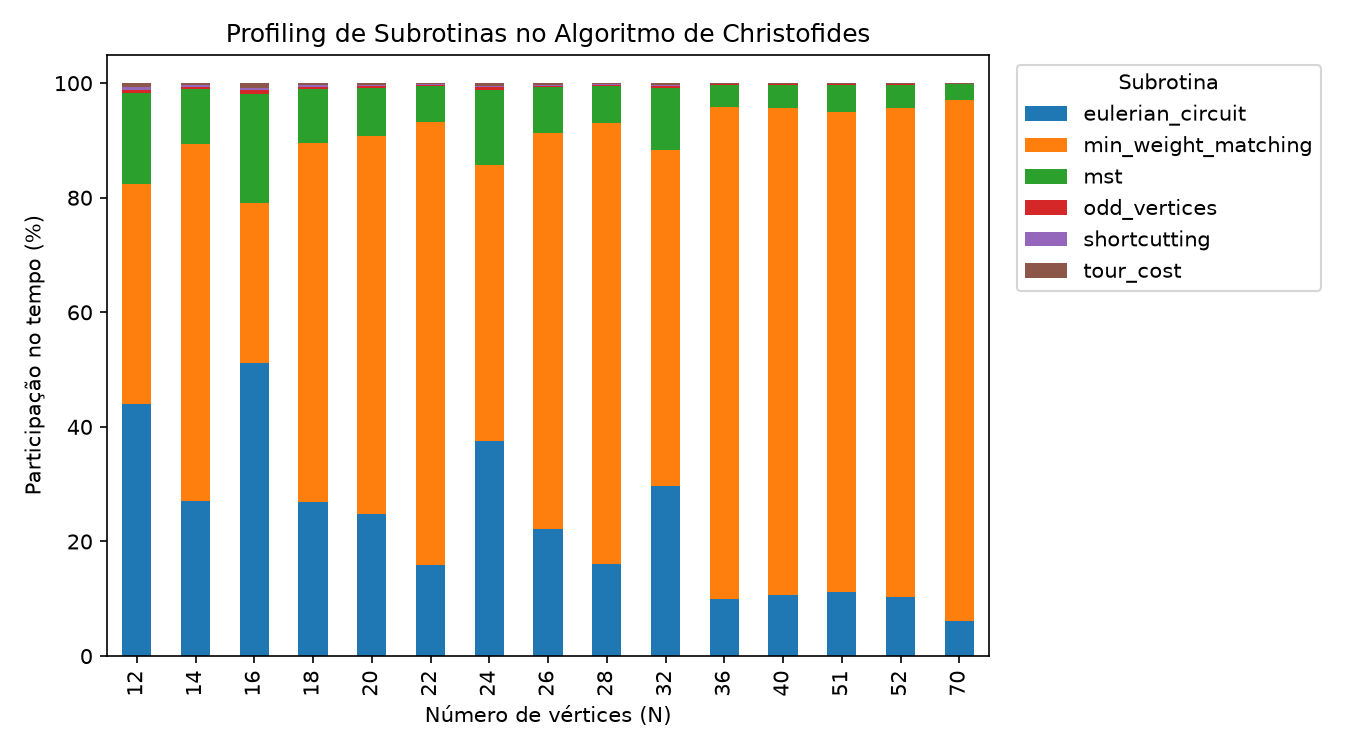 Profiling de Subrotinas no Algoritmo de Christofides
Participação no tempo (%)
100
80
60
40
20
0
12 14 16 18 20 22 24 26 28 32 36 40 51 52 70
Número de vértices (N)
Subrotina
eulerian_circuit
min_weight_matching
mst
odd_vertices
shortcutting
tour_cost